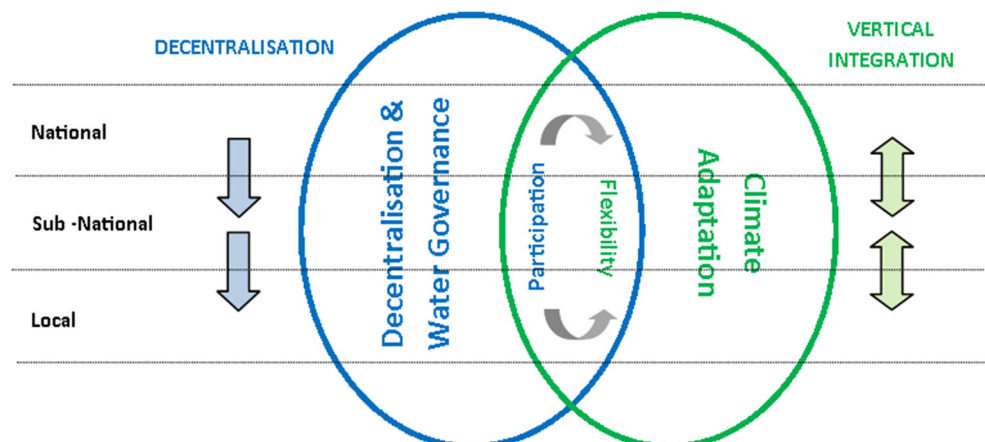 DECENTRALISATION
VERTICAL
INTEGRATION
National
Sub -National
Local
Decentralisation &
Water Governance
Participation
Flexibility
Climate
Adaptation